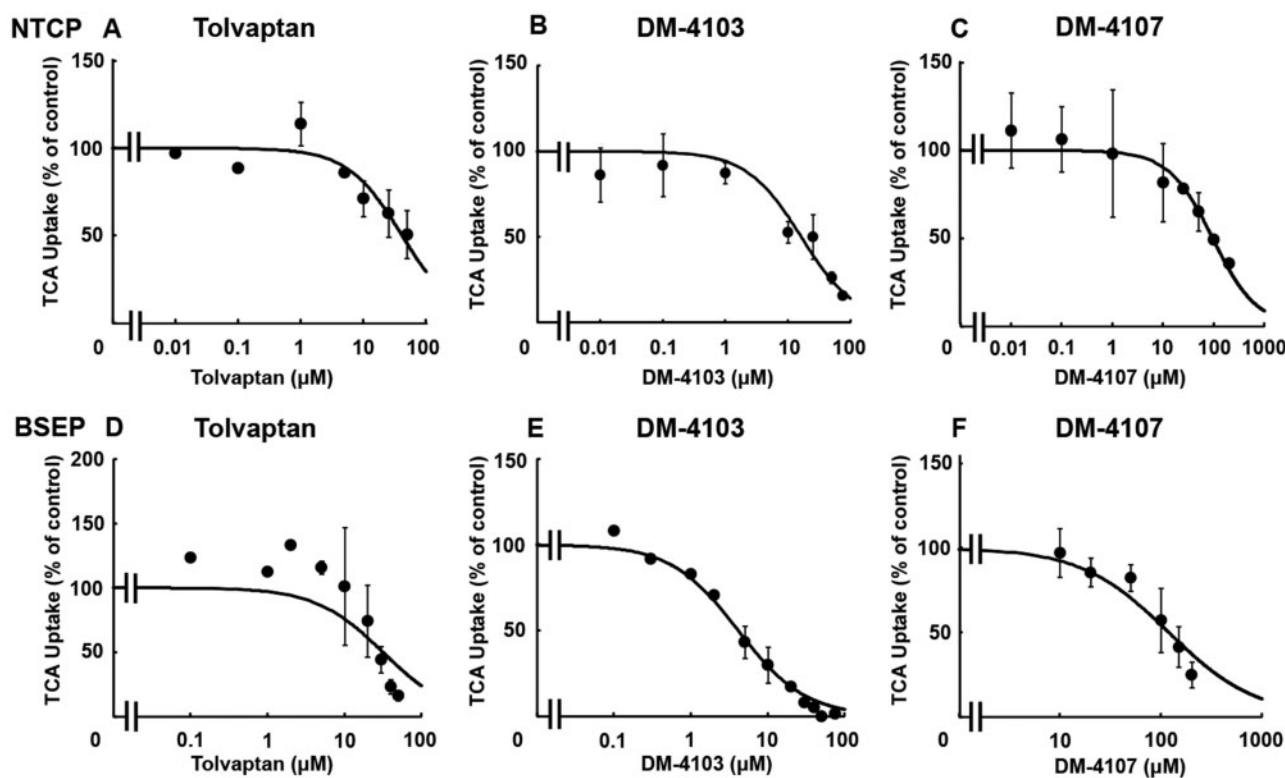 NTCP A Tolvaptan
TCA Uptake (% of control)
150
100
50
0
0.01 0.1 1 10 100
Tolvaptan (µM)
B DM-4103
TCA Uptake (% of control)
150
100
50
0
0.01 0.1 1 10 100
DM-4103 (µM)
C DM-4107
TCA Uptake (% of control)
150
100
50
0
0.01 0.1 1 10 100 1000
DM-4107 (µM)
BSEP D Tolvaptan
TCA Uptake (% of control)
200
150
100
50
0
0.1 1 10 100
Tolvaptan (µM)
E DM-4103
TCA Uptake (% of control)
150
100
50
0
0.1 1 10 100
DM-4103 (µM)
F DM-4107
TCA Uptake (% of control)
150
100
50
0
10 100 1000
DM-4107 (µM)